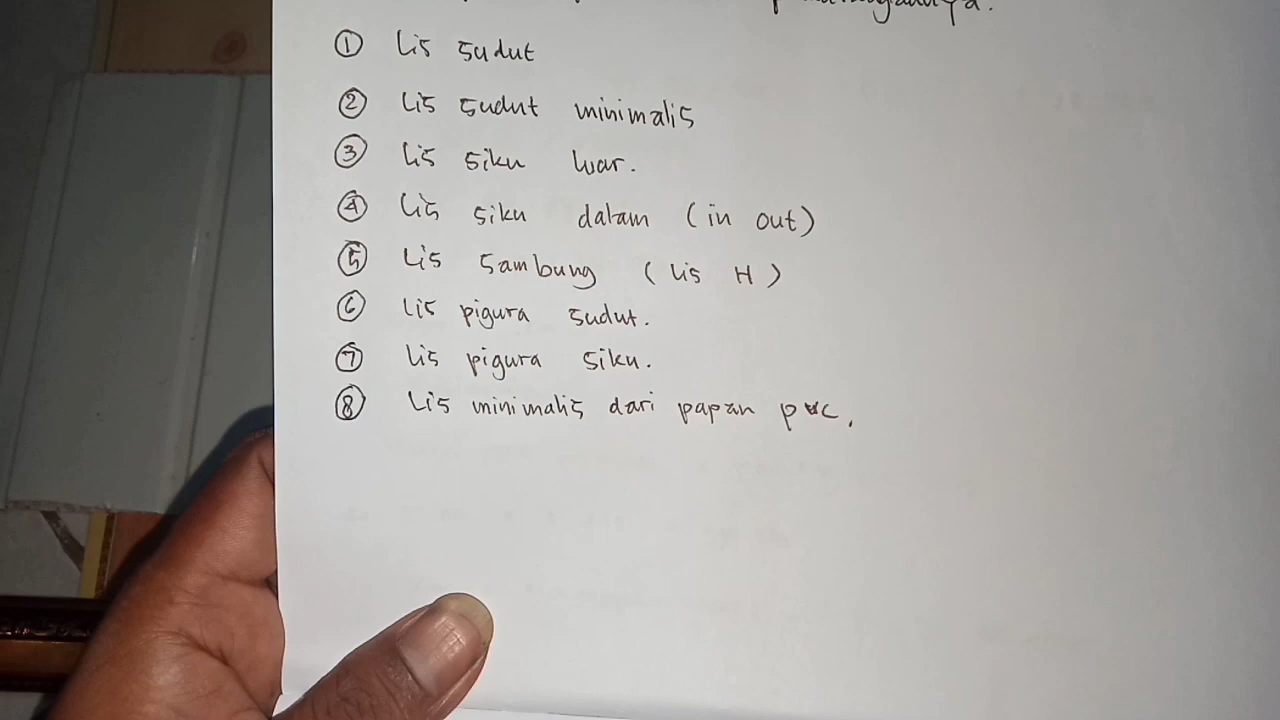 ① Lis sudut
② Lis sudut minimalis
③ Lis siku luar.
④ Lis siku dalam (in out)
⑤ Lis Sambung (Lis H)
⑥ Lis pigura sudut.
⑦ Lis pigura siku.
⑧ Lis minimalis dari papan pvc.